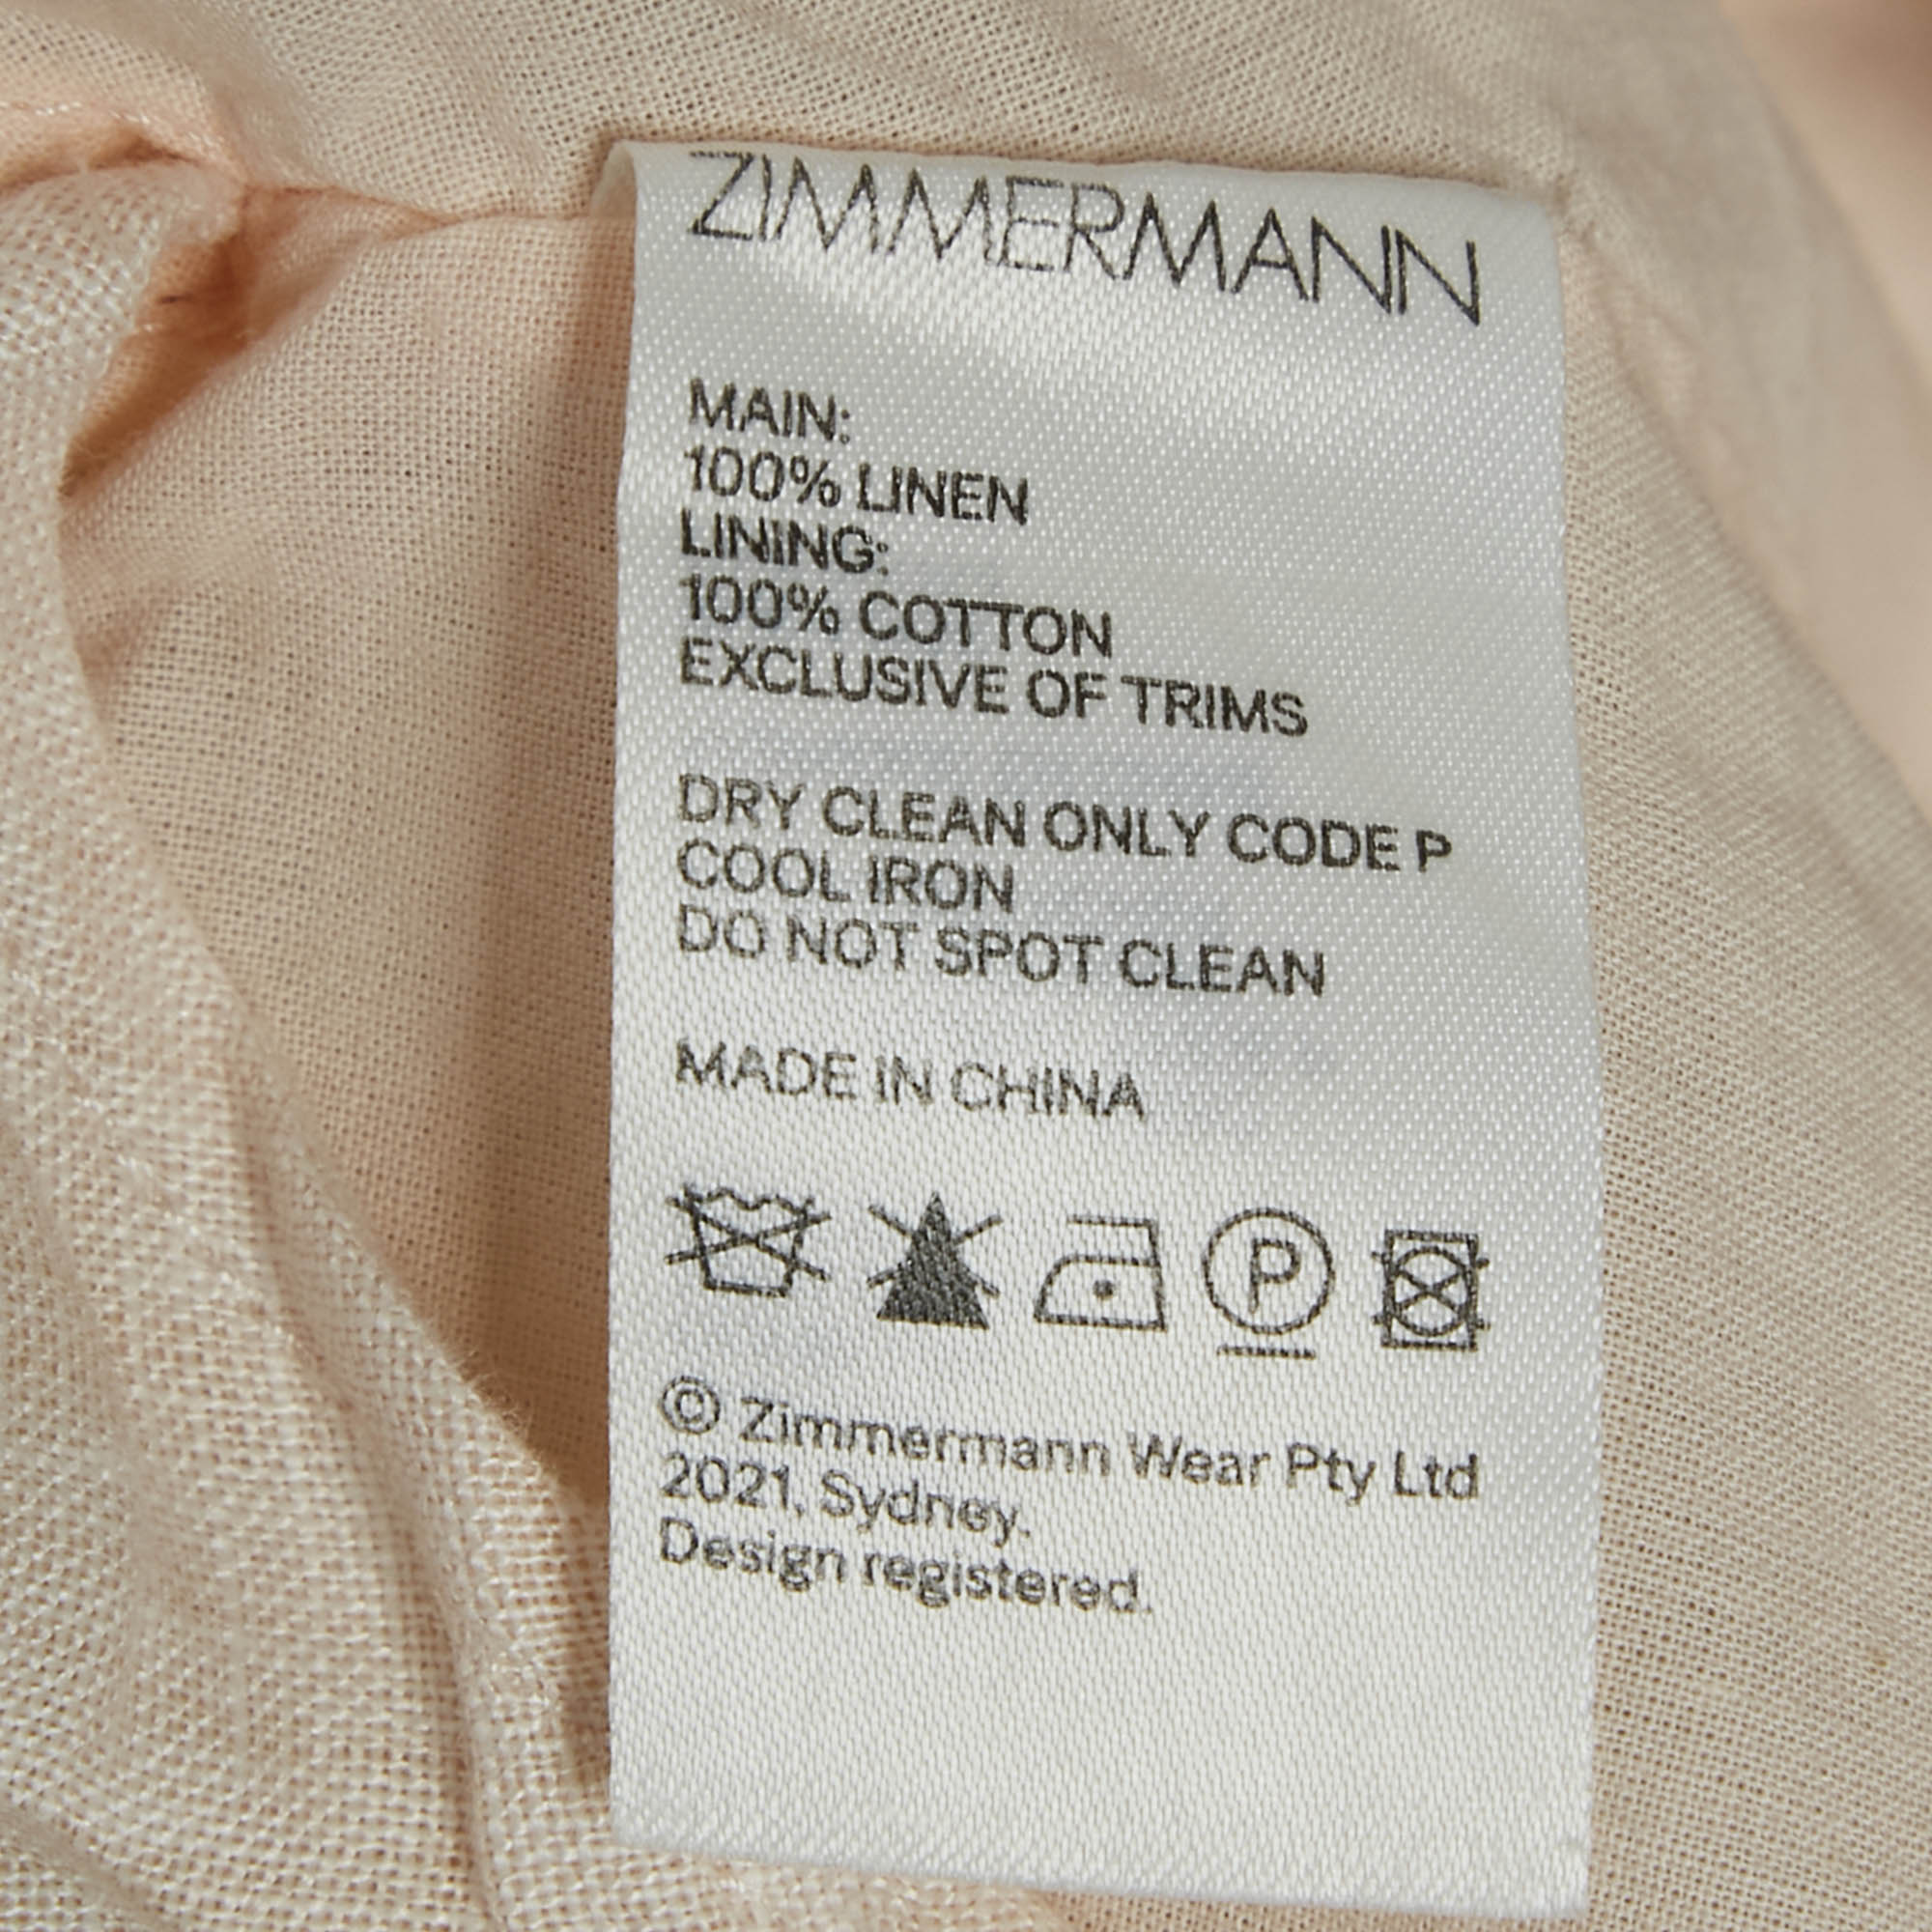 ZIMMERMANN
MAIN:
100% LINEN
LINING:
100% COTTON
EXCLUSIVE OF TRIMS
DRY CLEAN ONLY CODE P
COOL IRON
DO NOT SPOT CLEAN
MADE IN CHINA
P
© Zimmermann Wear Pty Ltd
2021, Sydney.
Design registered.